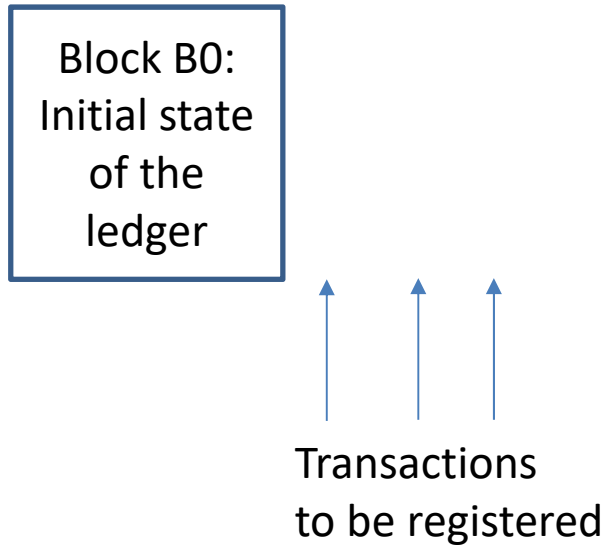 Block B0:
Initial state
of the
ledger
Transactions
to be registered